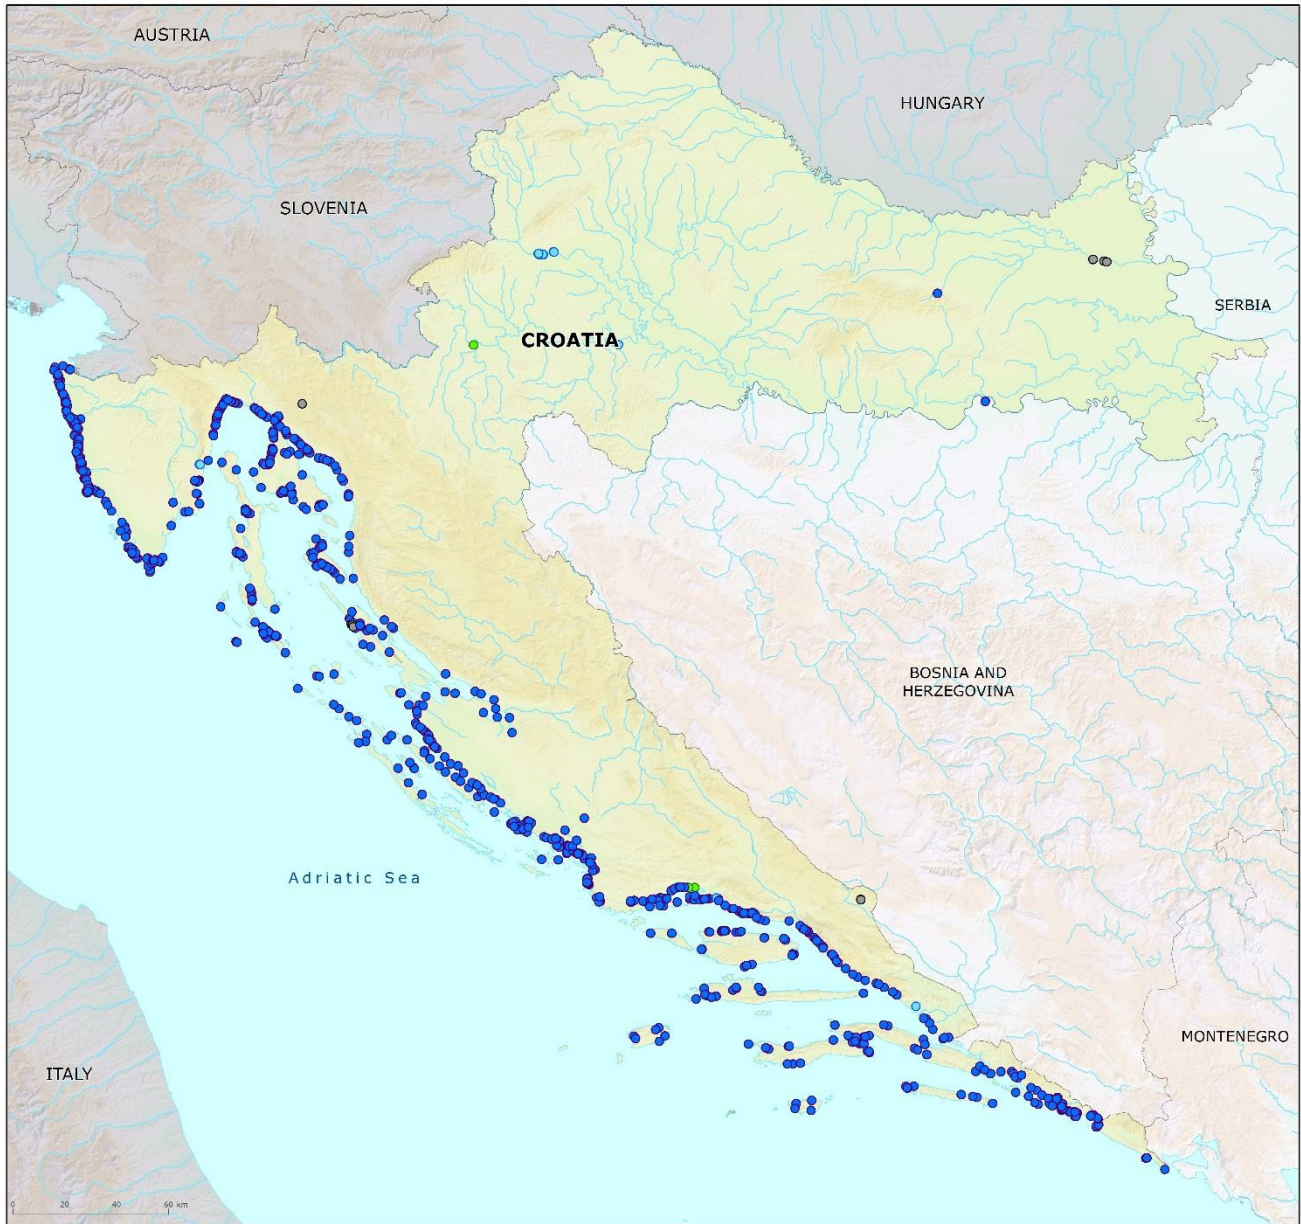 AUSTRIA
HUNGARY
SLOVENIA
SERBIA
CROATIA
BOSNIA AND
HERZEGOVINA
Adriatic Sea
MONTENEGRO
ITALY
0 20 40 60 km